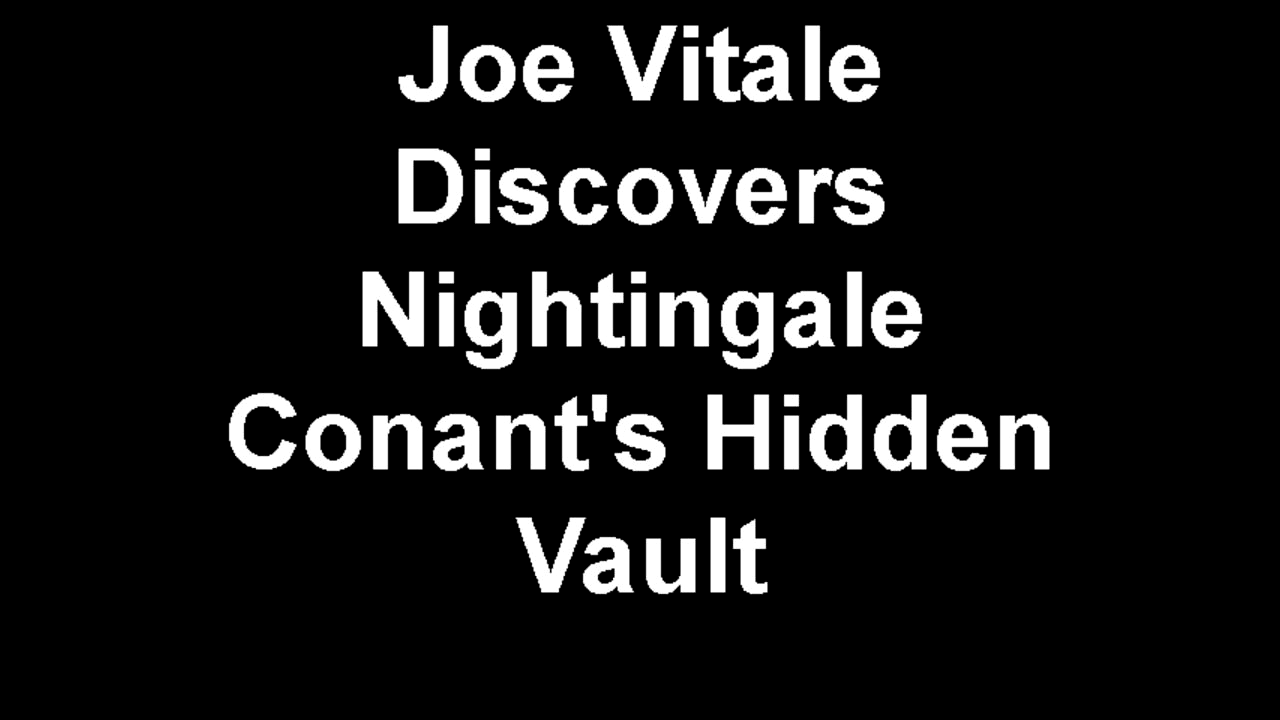 Joe Vitale
Discovers
Nightingale
Conant's Hidden
Vault